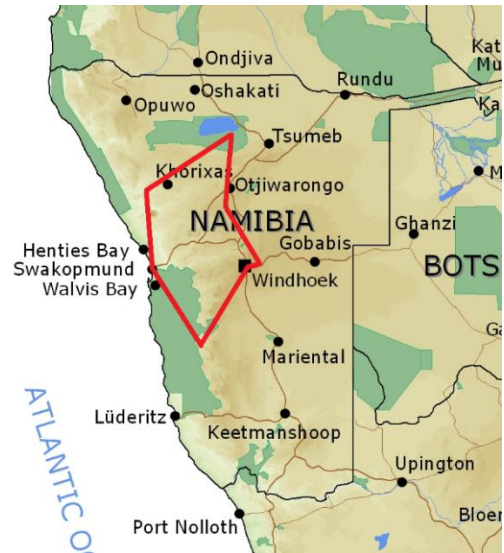 Ondjiva
Kat
Mu
Oshakati
Rundu
Opuwo
Ka
Tsumeb
M
Khorixas
Otjiwarongo
NAMIBIA
Ghanzi
Henties Bay
Gobabis
BOTS
Swakopmund
Windhoek
Walvis Bay
Ga
Mariental
ATLANTIC O
Lüderitz
Keetmanshoop
Upington
Bloer
Port Nolloth